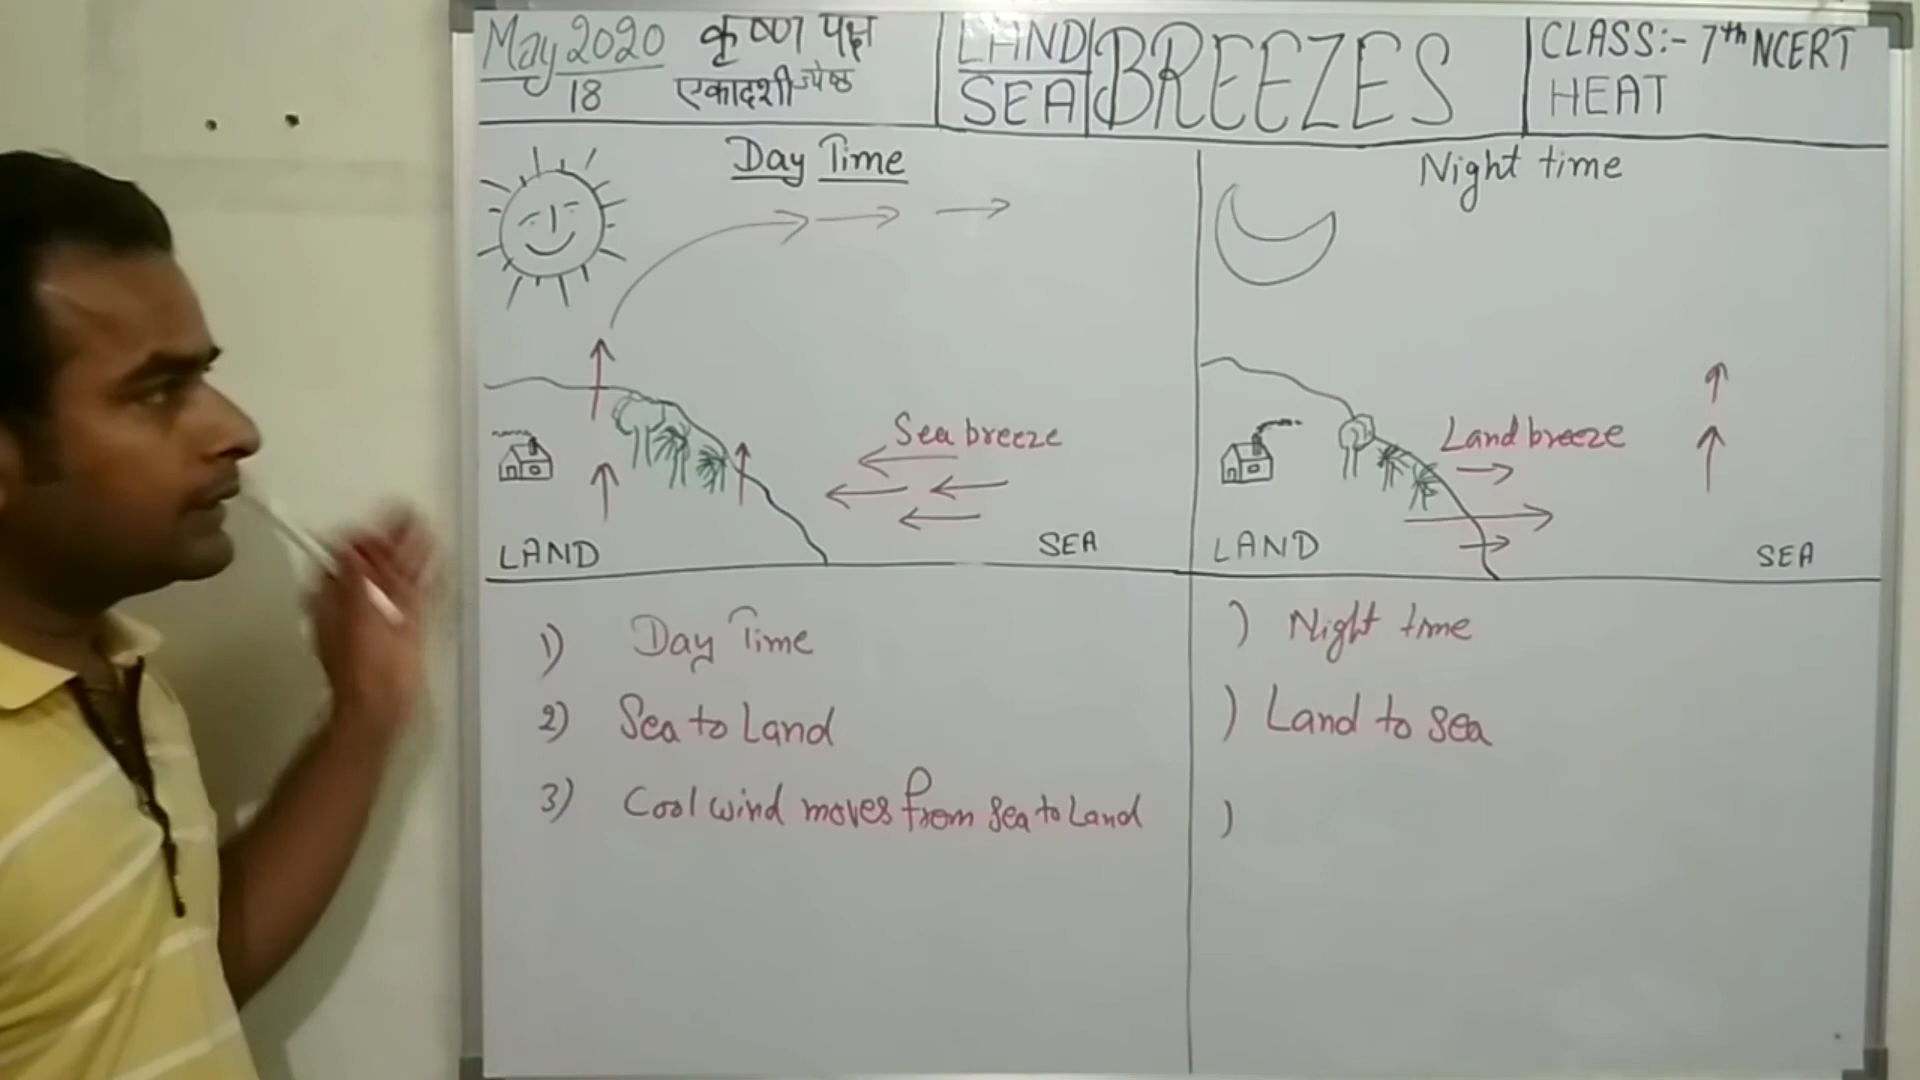 May 2020
18
कृष्ण पक्ष
एकादशी ज्येष्ठ
LAND
SEA
BREEZES
CLASS:- 7th NCERT
HEAT
Day Time
Sea breeze
LAND
SEA
Night time
Land breeze
LAND
SEA
1) Day Time
2) Sea to Land
3) Cool wind moves from sea to Land
) Night time
) Land to sea
)